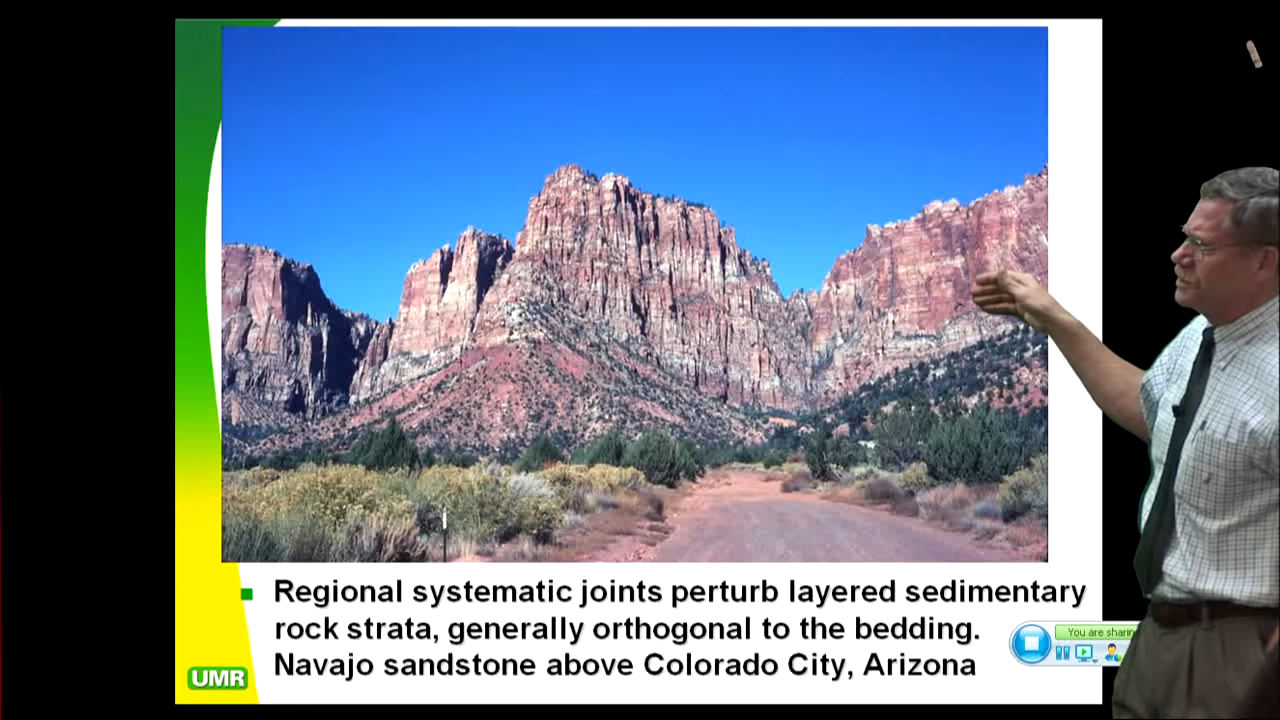 Regional systematic joints perturb layered sedimentary
rock strata, generally orthogonal to the bedding.
Navajo sandstone above Colorado City, Arizona
You are sharin
UMR